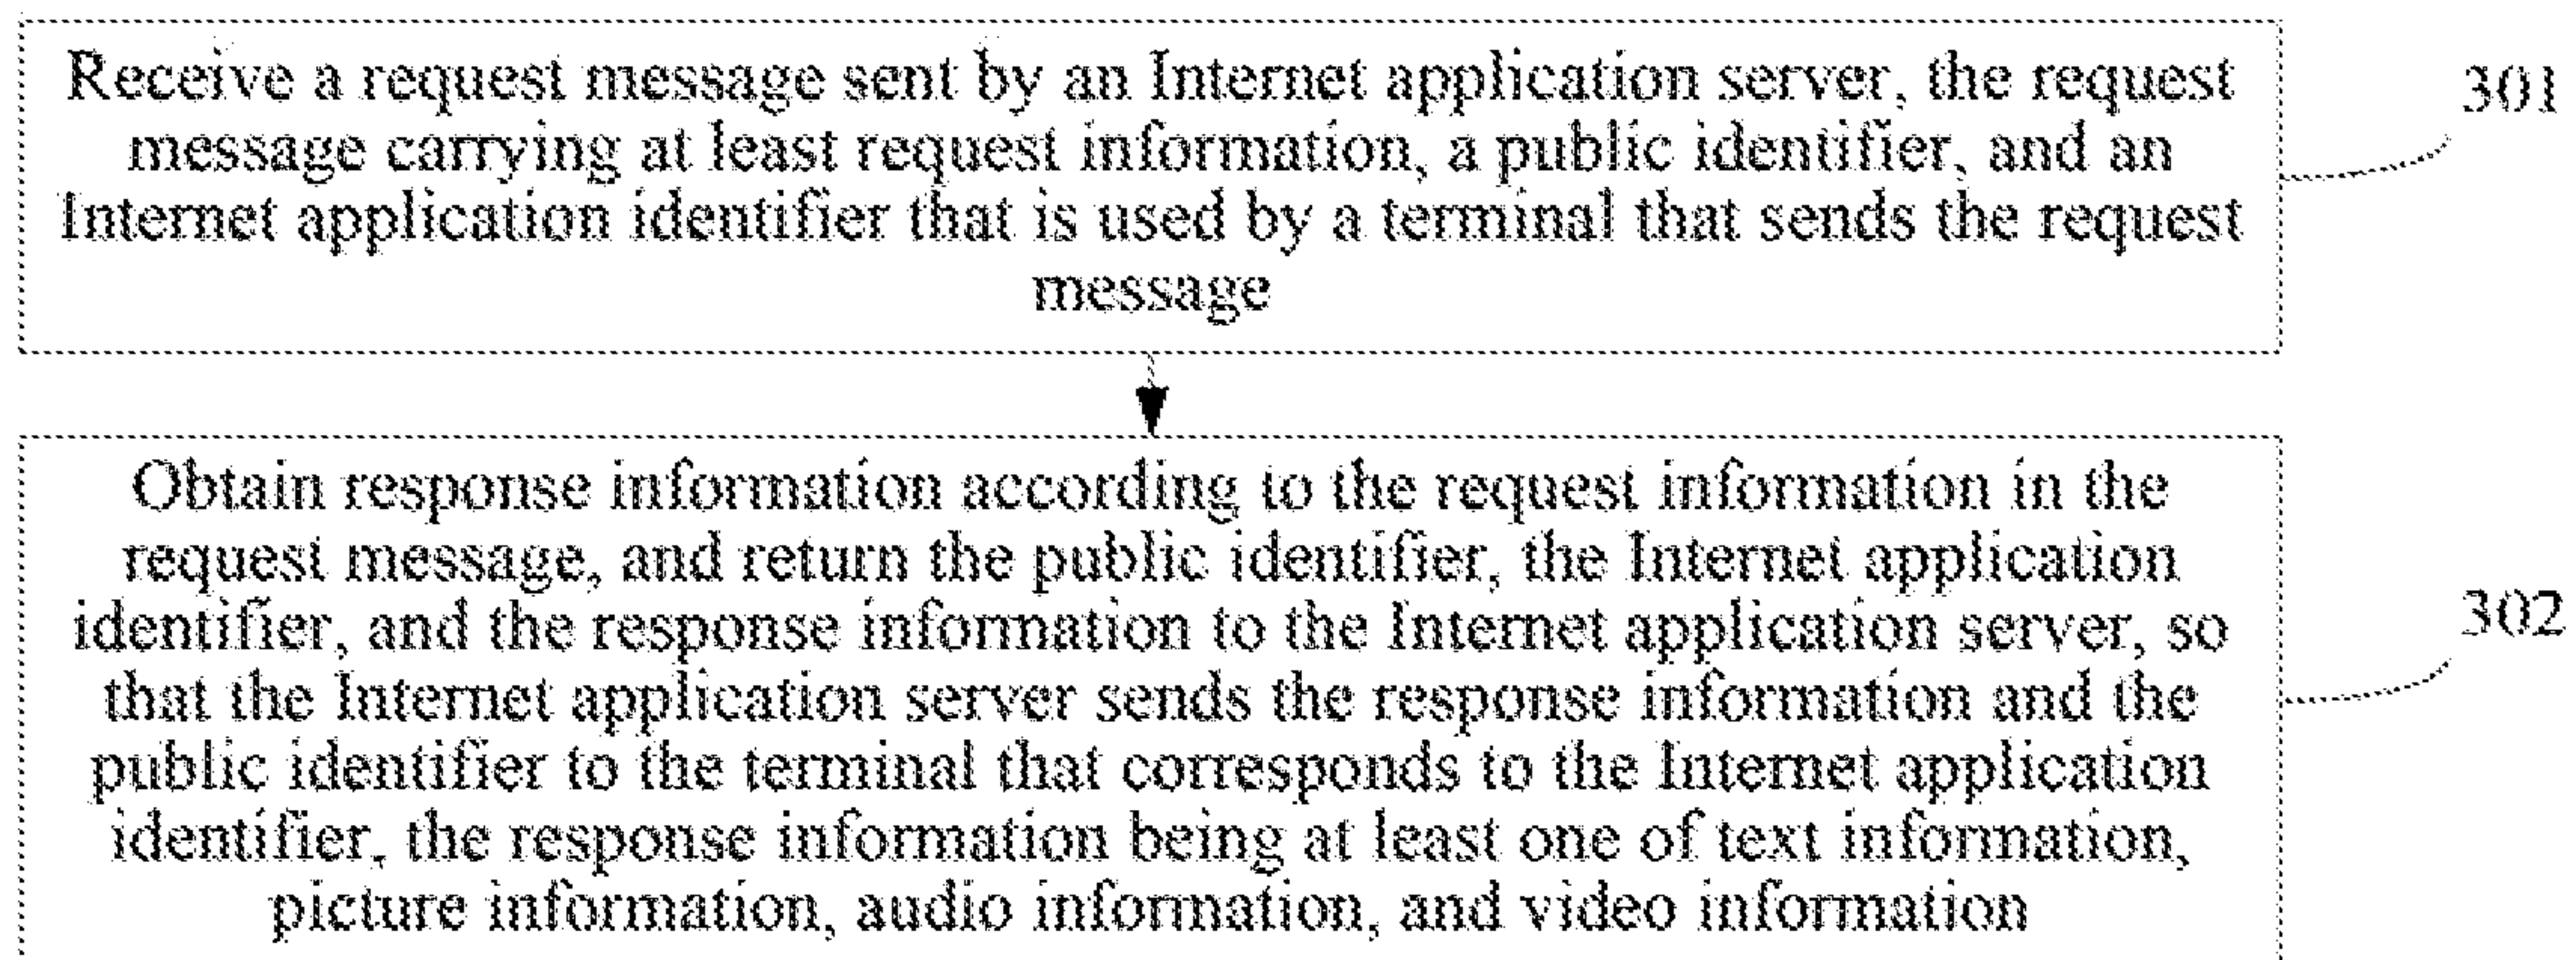 Receive a request message sent by an Internet application server, the request
message carrying at least request information, a public identifier, and an
Internet application identifier that is used by a terminal that sends the request
message
301
Obtain response information according to the request information in the
request message, and return the public identifier, the Internet application
identifier, and the response information to the Internet application server, so
that the Internet application server sends the response information and the
public identifier to the terminal that corresponds to the Internet application
identifier, the response information being at least one of text information,
picture information, audio information, and video information
302